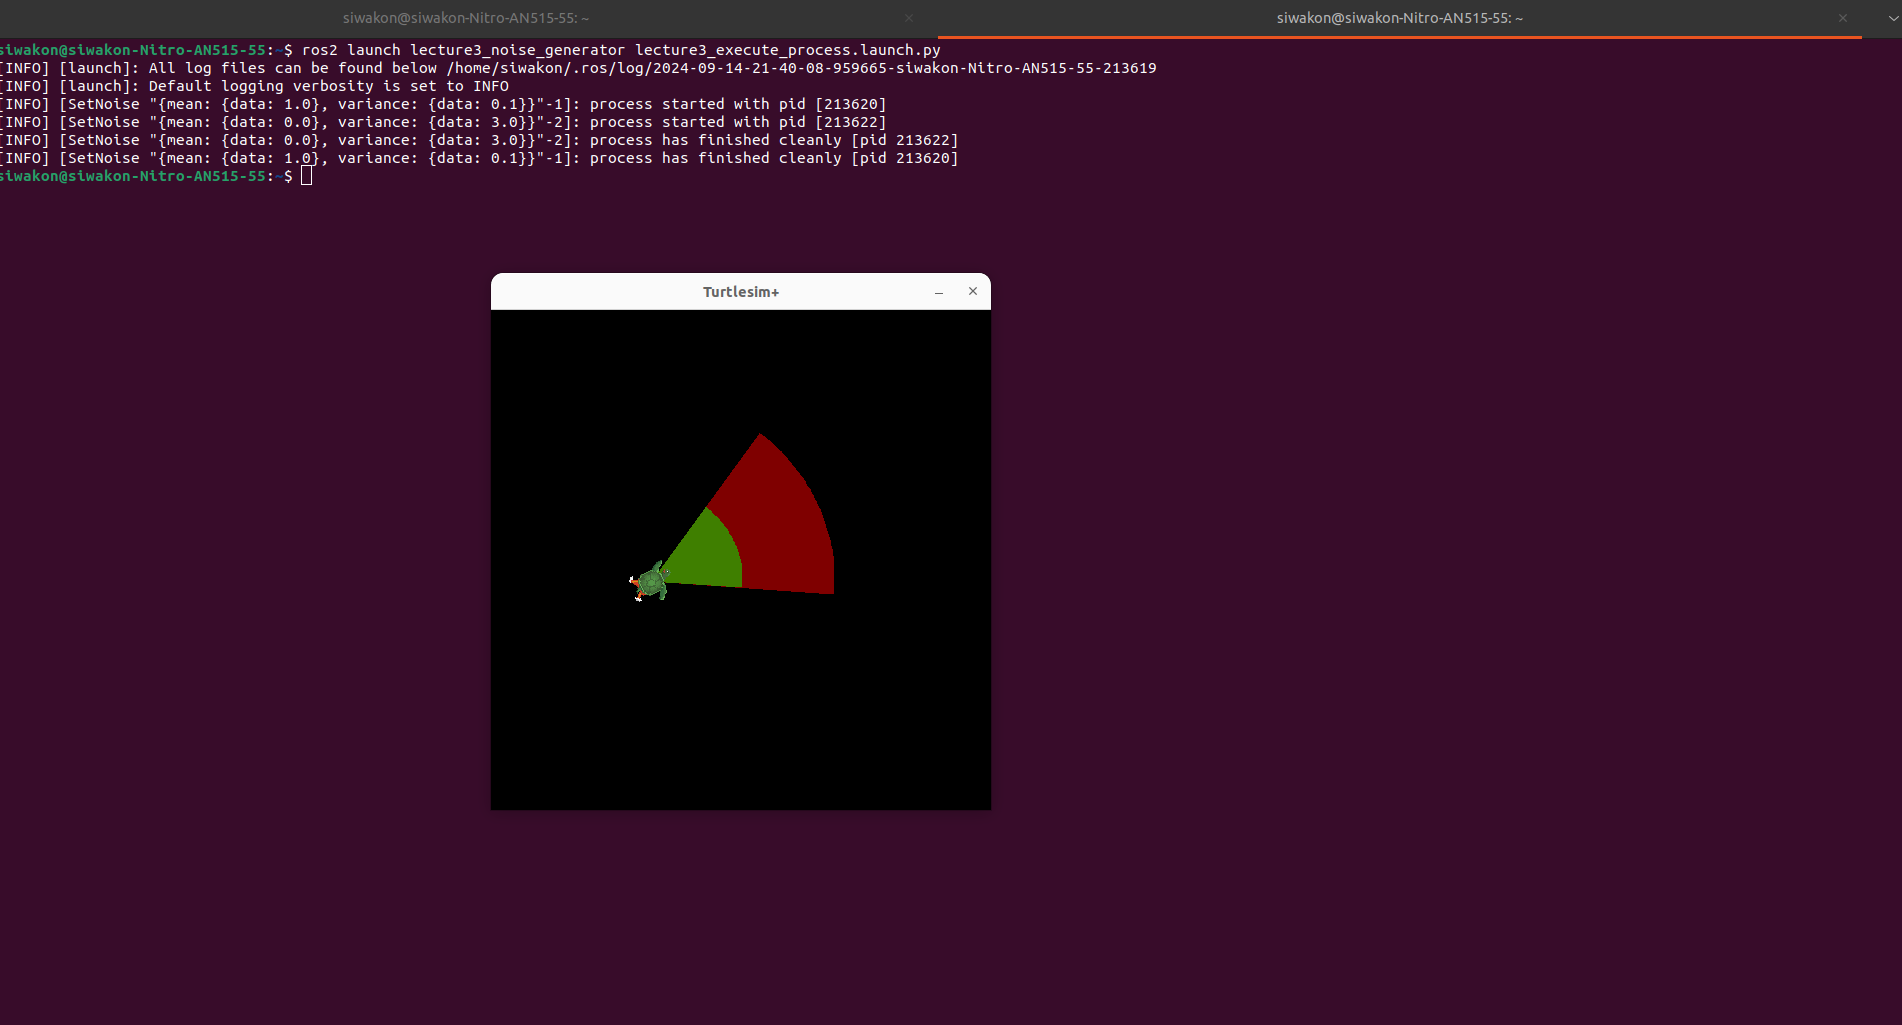 siwakon@siwakon-Nitro-AN515-55: ~
siwakon@siwakon-Nitro-AN515-55: ~
siwakon@siwakon-Nitro-AN515-55:~$ ros2 launch lecture3_noise_generator lecture3_execute_process.launch.py
[INFO] [launch]: All log files can be found below /home/siwakon/.ros/log/2024-09-14-21-40-08-959665-siwakon-Nitro-AN515-55-213619
[INFO] [launch]: Default logging verbosity is set to INFO
[INFO] [SetNoise "{mean: {data: 1.0}, variance: {data: 0.1}}"-1]: process started with pid [213620]
[INFO] [SetNoise "{mean: {data: 0.0}, variance: {data: 3.0}}"-2]: process started with pid [213622]
[INFO] [SetNoise "{mean: {data: 0.0}, variance: {data: 3.0}}"-2]: process has finished cleanly [pid 213622]
[INFO] [SetNoise "{mean: {data: 1.0}, variance: {data: 0.1}}"-1]: process has finished cleanly [pid 213620]
siwakon@siwakon-Nitro-AN515-55:~$
Turtlesim+